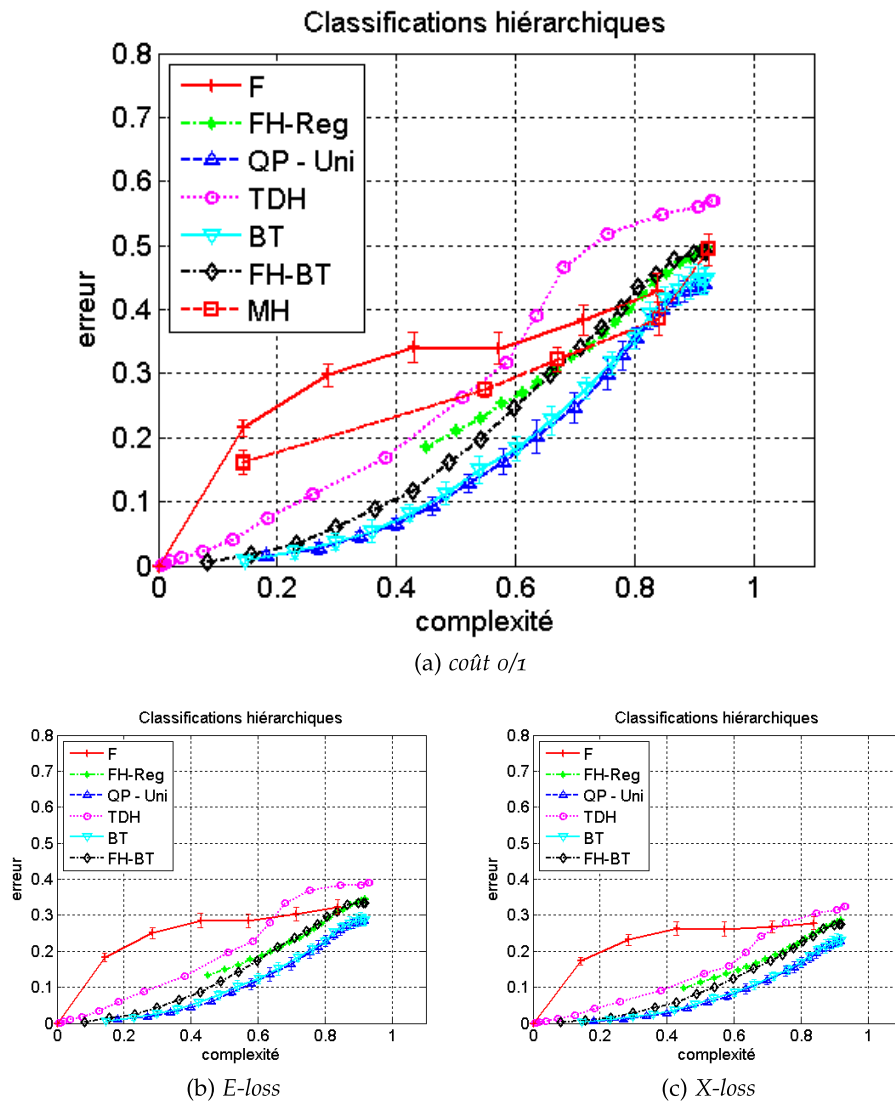 Classifications hiérarchiques
0.8
0.7
0.6
0.5
0.4
0.3
0.2
0.1
0
erreur
F
FH-Reg
QP - Uni
TDH
BT
FH-BT
MH
0 0.2 0.4 0.6 0.8 1
complexité
(a) coût 0/1
Classifications hiérarchiques
0.8
0.7
0.6
0.5
0.4
0.3
0.2
0.1
0
erreur
F
FH-Reg
QP - Uni
TDH
BT
FH-BT
0 0.2 0.4 0.6 0.8 1
complexité
(b) E-loss
Classifications hiérarchiques
0.8
0.7
0.6
0.5
0.4
0.3
0.2
0.1
0
erreur
F
FH-Reg
QP - Uni
TDH
BT
FH-BT
0 0.2 0.4 0.6 0.8 1
complexité
(c) X-loss